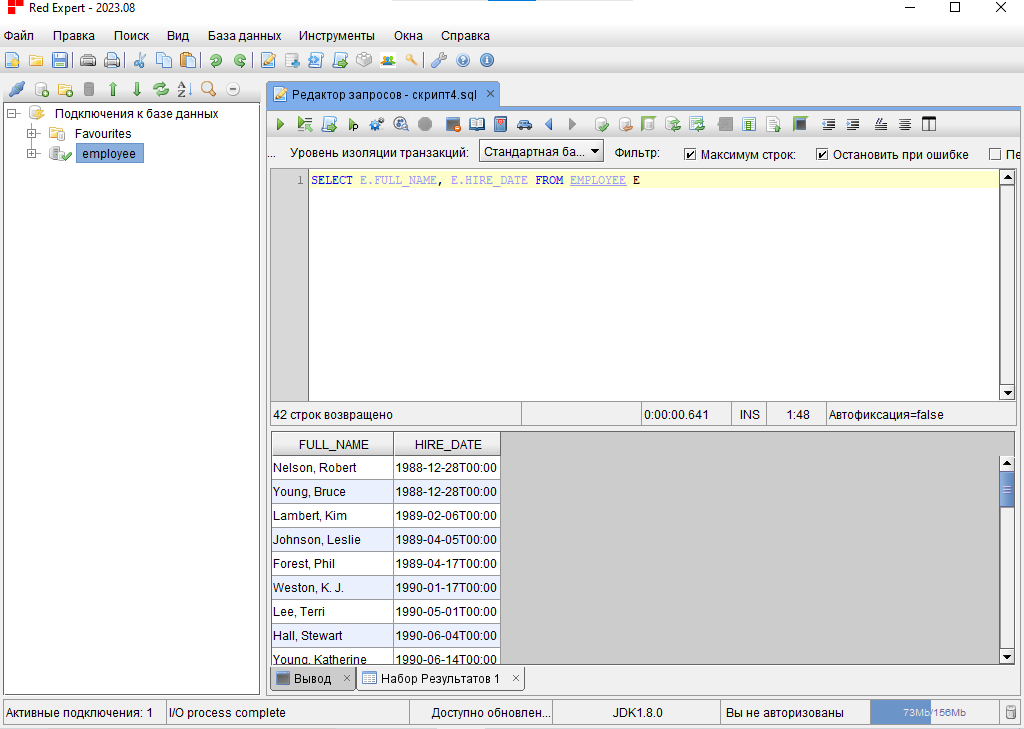 Red Expert - 2023.08
Файл Правка Поиск Вид База данных Инструменты Окна Справка
Подключения к базе данных
Favourites
employee
Редактор запросов - скрипт4.sql
... Уровень изоляции транзакций: Стандартная ба... Фильтр: Максимум строк: Остановить при ошибке Пе
1 SELECT E.FULL_NAME, E.HIRE_DATE FROM EMPLOYEE E
42 строк возвращено 0:00:00.641 INS 1:48 Автофиксация=false
FULL_NAME HIRE_DATE
Nelson, Robert 1988-12-28T00:00
Young, Bruce 1988-12-28T00:00
Lambert, Kim 1989-02-06T00:00
Johnson, Leslie 1989-04-05T00:00
Forest, Phil 1989-04-17T00:00
Weston, K. J. 1990-01-17T00:00
Lee, Terri 1990-05-01T00:00
Hall, Stewart 1990-06-04T00:00
Young, Katherine 1990-06-14T00:00
Вывод Набор Результатов 1
Активные подключения: 1 I/O process complete Доступно обновлен... JDK1.8.0 Вы не авторизованы 73Mb/156Mb